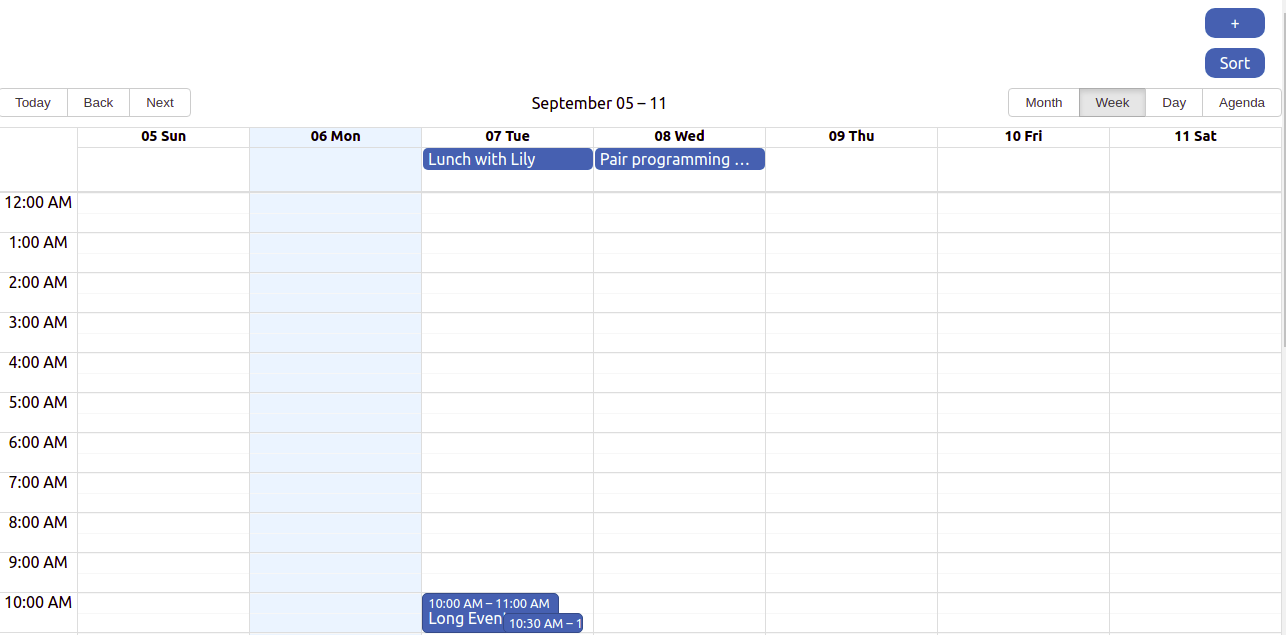 +
Sort
Today Back Next September 05 – 11 Month Week Day Agenda
05 Sun 06 Mon 07 Tue 08 Wed 09 Thu 10 Fri 11 Sat
Lunch with Lily Pair programming …
12:00 AM
1:00 AM
2:00 AM
3:00 AM
4:00 AM
5:00 AM
6:00 AM
7:00 AM
8:00 AM
9:00 AM
10:00 AM
10:00 AM – 11:00 AM
Long Even
10:30 AM – 1